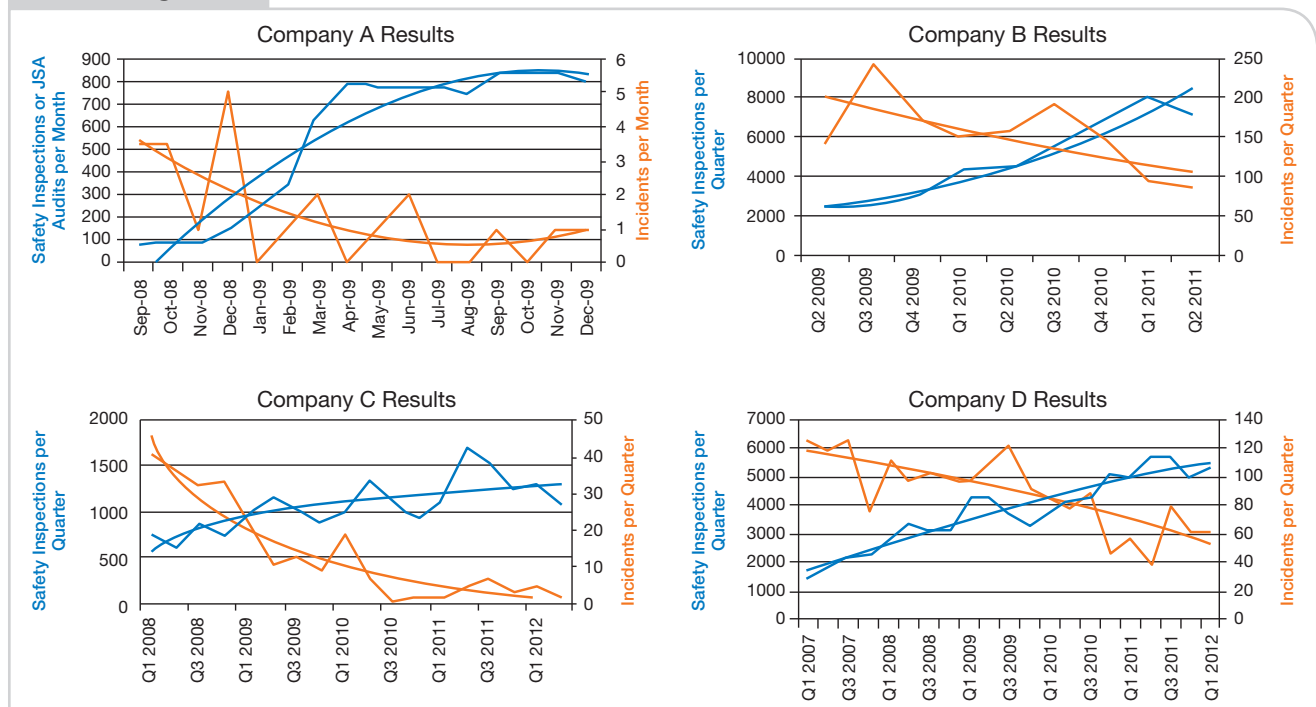 Company A Results
Safety Inspections or JSA
Audits per Month
900
800
700
600
500
400
300
200
100
0
6
5
4
3
2
1
0
Incidents per Month
Sep-08
Oct-08
Nov-08
Dec-08
Jan-09
Feb-09
Mar-09
Apr-09
May-09
Jun-09
Jul-09
Aug-09
Sep-09
Oct-09
Nov-09
Dec-09
Company B Results
Safety Inspections per
Quarter
10000
8000
6000
4000
2000
0
250
200
150
100
50
0
Incidents per Quarter
Q2 2009
Q3 2009
Q4 2009
Q1 2010
Q2 2010
Q3 2010
Q4 2010
Q1 2011
Q2 2011
Company C Results
Safety Inspections per
Quarter
2000
1500
1000
500
0
50
40
30
20
10
0
Incidents per Quarter
Q1 2008
Q3 2008
Q1 2009
Q3 2009
Q1 2010
Q3 2010
Q1 2011
Q3 2011
Q1 2012
Company D Results
Safety Inspections per
Quarter
7000
6000
5000
4000
3000
2000
1000
0
140
120
100
80
60
40
20
0
Incidents per Quarter
Q1 2007
Q3 2007
Q1 2008
Q3 2008
Q1 2009
Q3 2009
Q1 2010
Q3 2010
Q1 2011
Q3 2011
Q1 2012